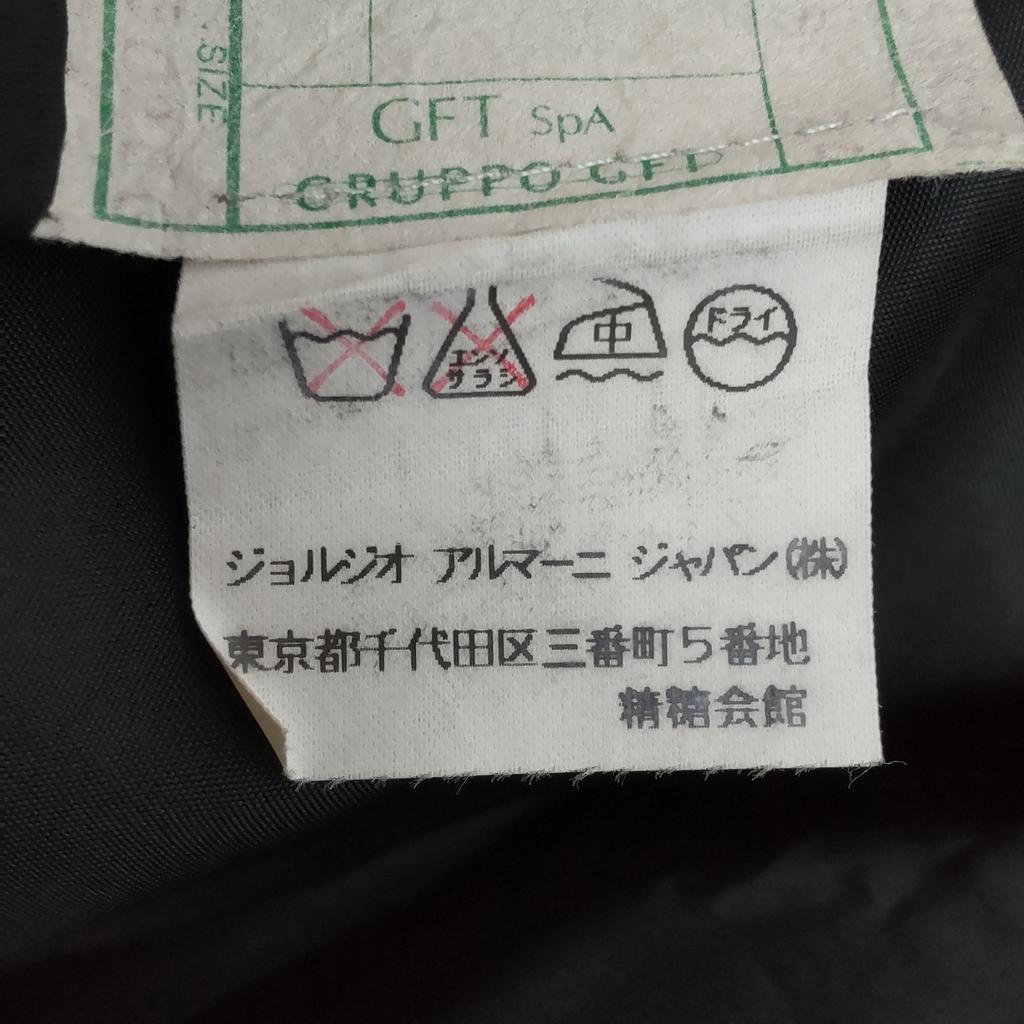 .SIZE
GFT SpA
GRUPPO GFT
エンソ
サラシ
中
ドライ
ジョルジオ アルマーニ ジャパン(株)
東京都千代田区三番町5番地
精糖会館